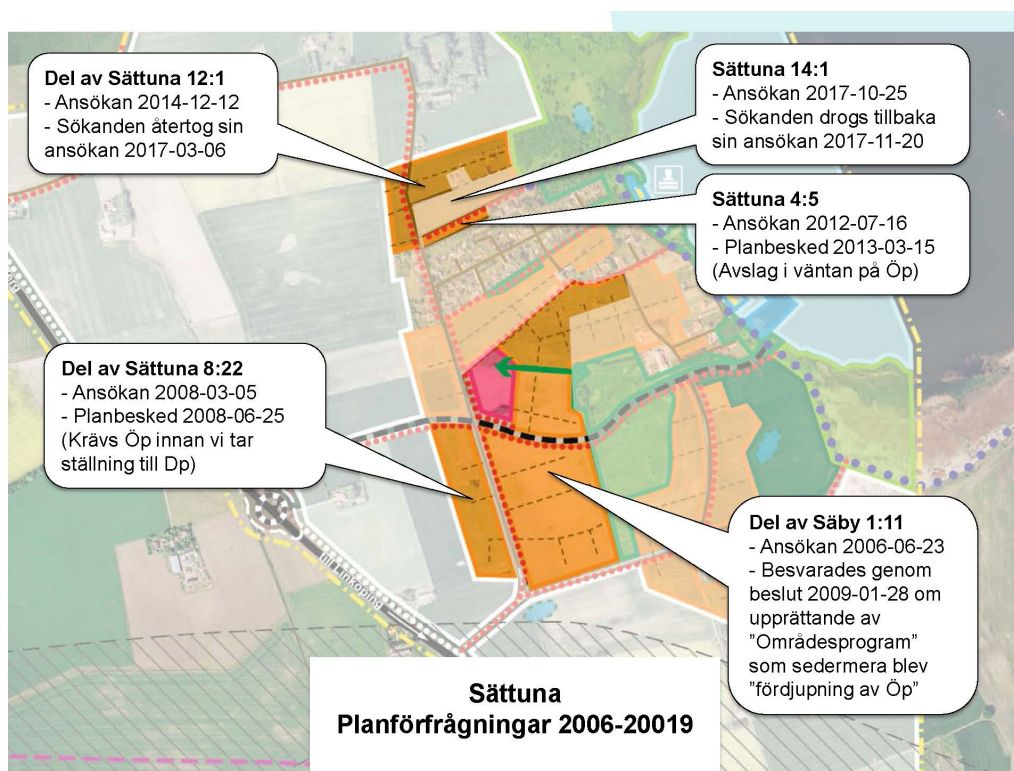 Del av Sättuna 12:1
- Ansökan 2014-12-12
- Sökanden återtog sin
ansökan 2017-03-06
Sättuna 14:1
- Ansökan 2017-10-25
- Sökanden drogs tillbaka
sin ansökan 2017-11-20
Sättuna 4:5
- Ansökan 2012-07-16
- Planbesked 2013-03-15
(Avslag i väntan på Öp)
Del av Sättuna 8:22
- Ansökan 2008-03-05
- Planbesked 2008-06-25
(Krävs Öp innan vi tar
ställning till Dp)
till Linköping
Del av Säby 1:11
- Ansökan 2006-06-23
- Besvarades genom
beslut 2009-01-28 om
upprättande av
”Områdesprogram”
som sedermera blev
”fördjupning av Öp”
Sättuna
Planförfrågningar 2006-20019